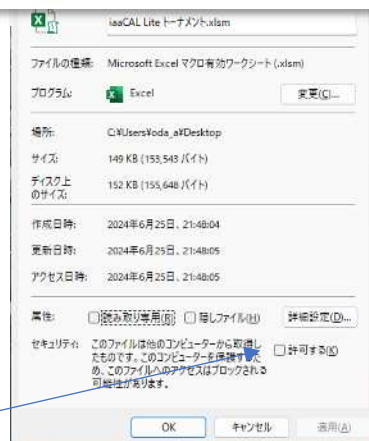 iaaCAL Lite トーナメント.xlsm
ファイルの種類: Microsoft Excel マクロ有効ワークシート (.xlsm)
プログラム: Excel 変更(C)...
場所: C:¥Users¥oda_a¥Desktop
サイズ: 149 KB (153,543 バイト)
ディスク上
のサイズ: 152 KB (155,648 バイト)
作成日時: 2024年6月25日、21:48:04
更新日時: 2024年6月25日、21:48:05
アクセス日時: 2024年6月25日、21:48:05
属性: 読み取り専用(R) 隠しファイル(H) 詳細設定(D)...
セキュリティ: このファイルは他のコンピューターから取得し
たものです。このコンピューターを保護するた
め、このファイルへのアクセスはブロックされる
可能性があります。
許可する(K)
OK キャンセル 適用(A)